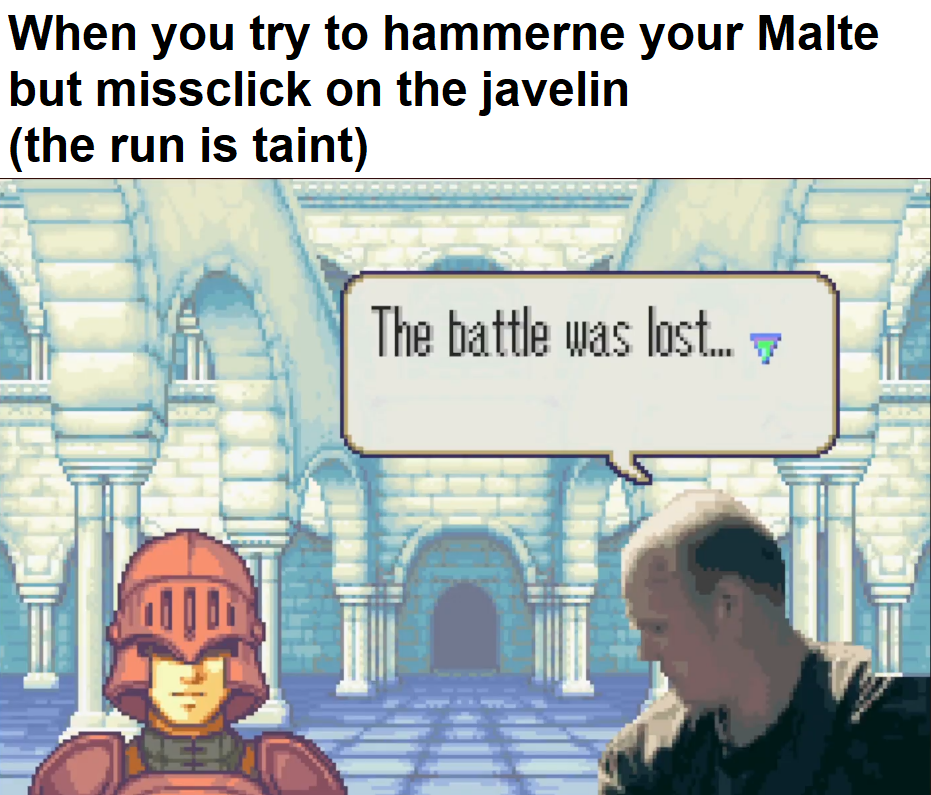 When you try to hammerne your Malte
but missclick on the javelin
(the run is taint)
The battle was lost...